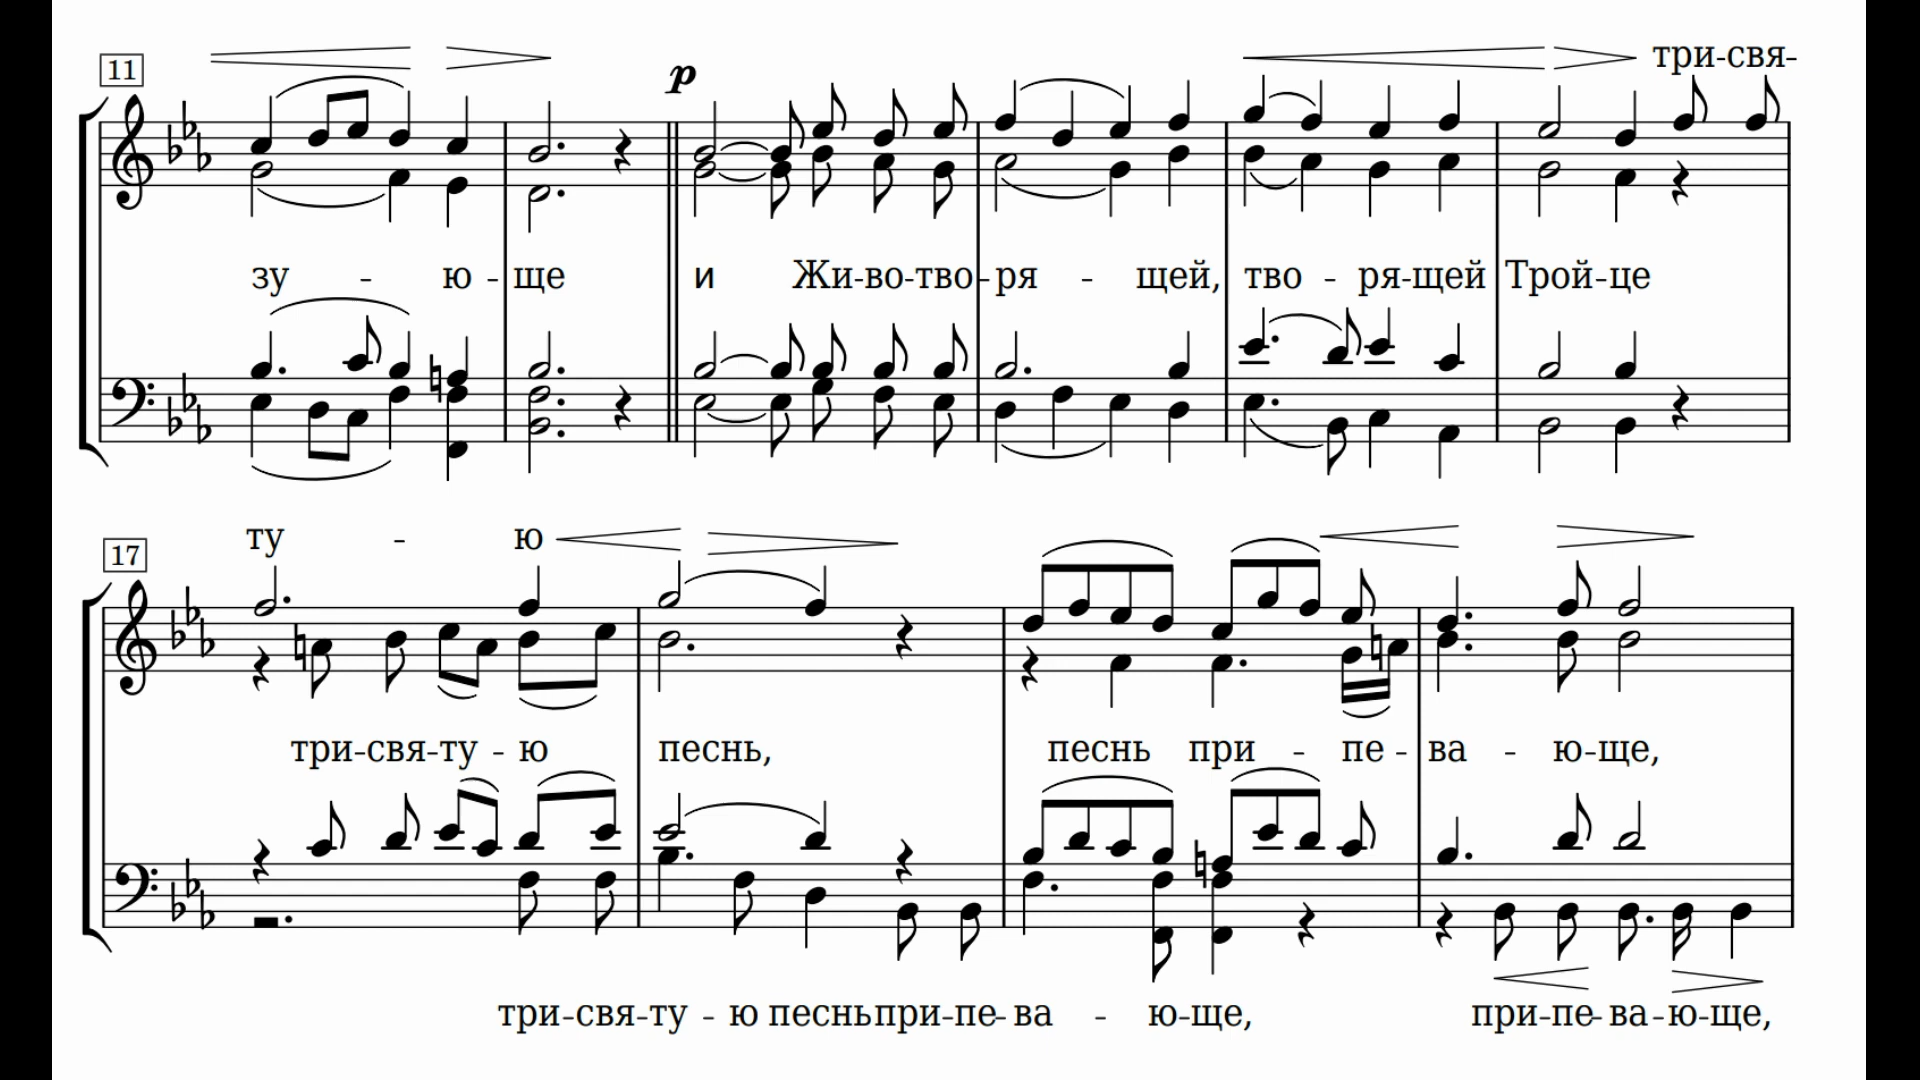 11
p
три-свя-
зу - ю - ще и Жи-во-тво-ря - щей, тво - ря-щей Трой-це
17
ту - ю
три-свя-ту - ю песнь, песнь при - пе - ва - ю-ще,
три-свя-ту - ю песнь при-пе- ва - ю-ще, при-пе- ва-ю-ще,